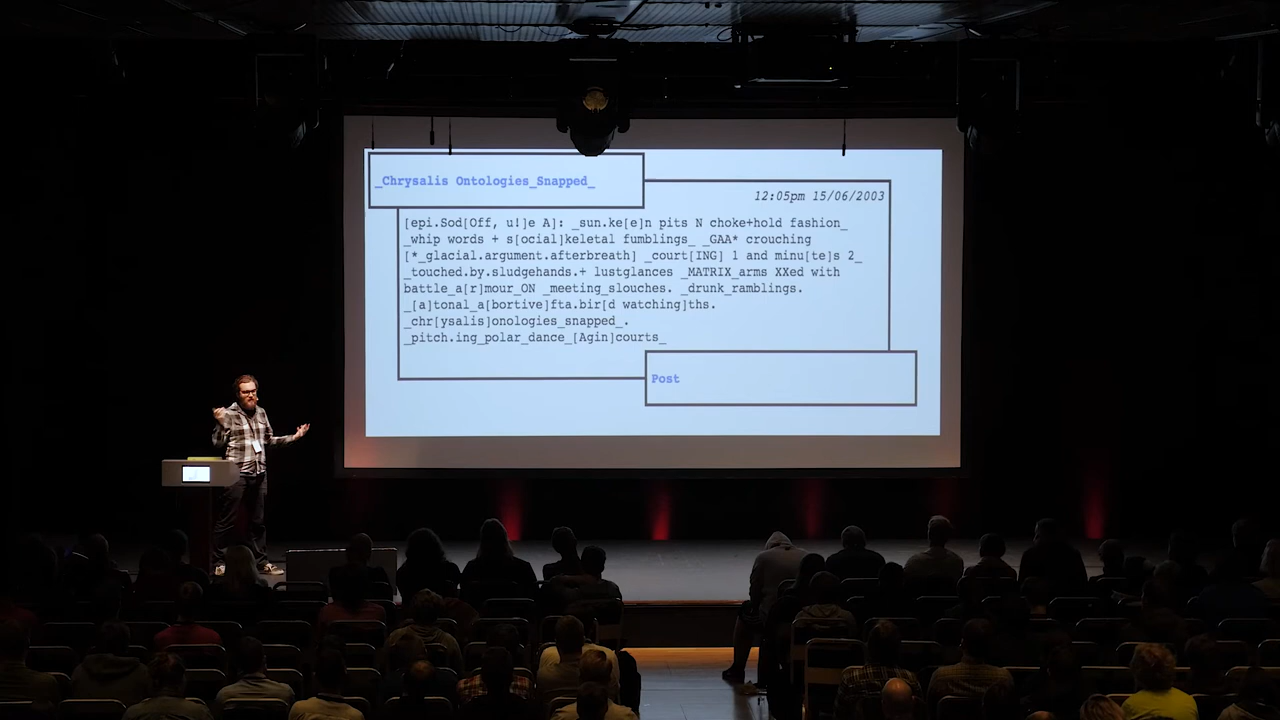 _Chrysalis Ontologies_Snapped_
12:05pm 15/06/2003
[epi.Sod[Off, u!]e A]: _sun.ke[e]n pits N choke+hold fashion_
_whip words + s[ocial]keletal fumblings_ _GAA* crouching
[*_glacial.argument.afterbreath] _court[ING] 1 and minu[te]s 2_
_touched.by.sludgehands.+ lustglances _MATRIX_arms XXed with
battle_a[r]mour_ON _meeting_slouches. _drunk_ramblings.
_[a]tonal_a[bortive]fta.bir[d watching]ths.
_chr[ysalis]onologies_snapped_.
_pitch.ing_polar_dance_[Agin]courts_
Post